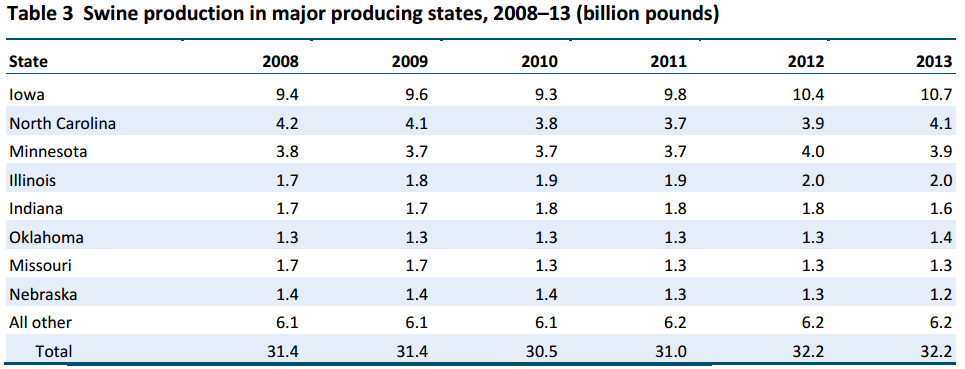 Table 3 Swine production in major producing states, 2008–13 (billion pounds)
State 2008 2009 2010 2011 2012 2013
Iowa 9.4 9.6 9.3 9.8 10.4 10.7
North Carolina 4.2 4.1 3.8 3.7 3.9 4.1
Minnesota 3.8 3.7 3.7 3.7 4.0 3.9
Illinois 1.7 1.8 1.9 1.9 2.0 2.0
Indiana 1.7 1.7 1.8 1.8 1.8 1.6
Oklahoma 1.3 1.3 1.3 1.3 1.3 1.4
Missouri 1.7 1.7 1.3 1.3 1.3 1.3
Nebraska 1.4 1.4 1.4 1.3 1.3 1.2
All other 6.1 6.1 6.1 6.2 6.2 6.2
Total 31.4 31.4 30.5 31.0 32.2 32.2